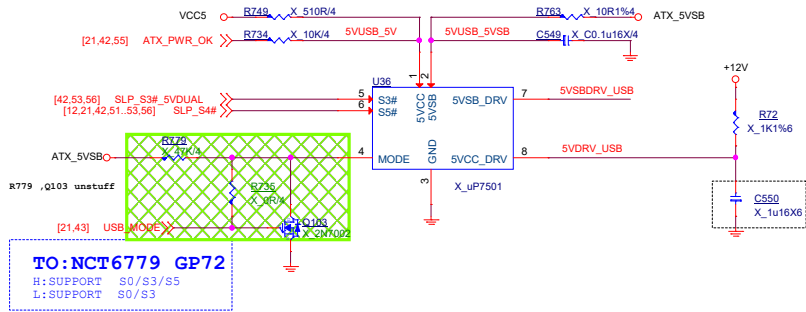 VCC5
R749
X_510R/4
R763
X_10R1%4
ATX_5VSB
[21,42,55] ATX_PWR_OK
R734
X_10K/4
5VUSB_5V
5VUSB_5VSB
C549
X_C0.1u16X/4
+12V
U36
1
2
[42,53,56] SLP_S3#_5VDUAL
5
S3#
5VCC
5VSB
5VSB_DRV
7
5VSBDRV_USB
[12,21,42,51..53,56] SLP_S4#
6
S5#
R72
X_1K1%6
R779
X_47K/4
ATX_5VSB
4
MODE
GND
5VCC_DRV
8
5VDRV_USB
R779 ,Q103 unstuff
R735
X_0R/4
3
X_uP7501
C550
X_1u16X6
[21,43] USB_MODE
Q103
X_2N7002
TO:NCT6779 GP72
H:SUPPORT S0/S3/S5
L:SUPPORT S0/S3